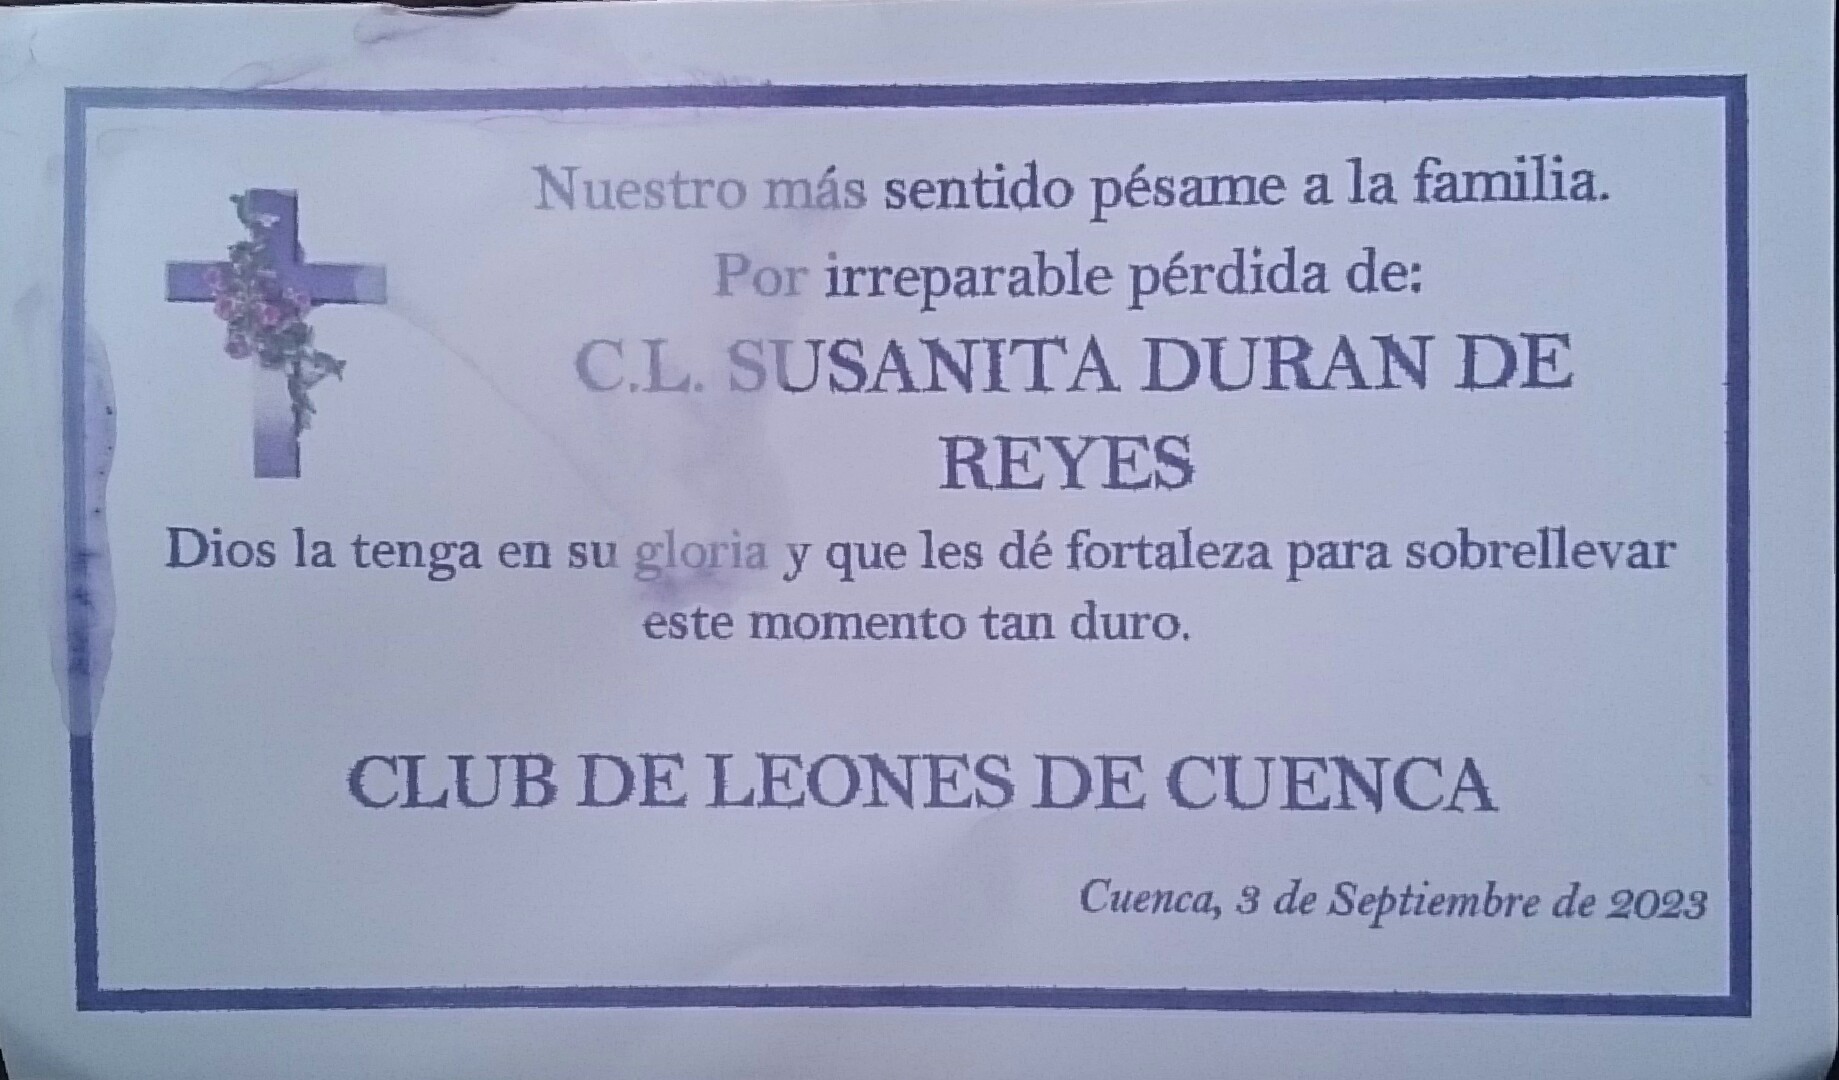 Nuestro más sentido pésame a la familia.
Por irreparable pérdida de:
C.L. SUSANITA DURAN DE
REYES
Dios la tenga en su gloria y que les dé fortaleza para sobrellevar
este momento tan duro.
CLUB DE LEONES DE CUENCA
Cuenca, 3 de Septiembre de 2023